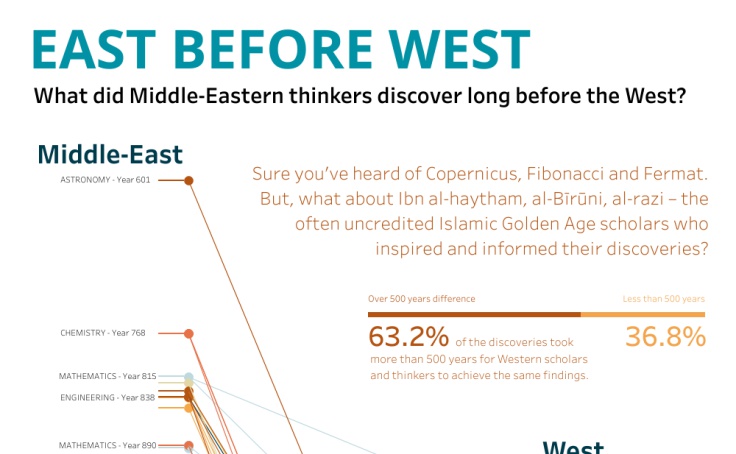 EAST BEFORE WEST
What did Middle-Eastern thinkers discover long before the West?
Middle-East
ASTRONOMY - Year 601
Sure you've heard of Copernicus, Fibonacci and Fermat.
But, what about Ibn al-haytham, al-Bīrūni, al-razi – the
often uncredited Islamic Golden Age scholars who
inspired and informed their discoveries?
Over 500 years difference
Less than 500 years
63.2% of the discoveries took
more than 500 years for Western scholars
and thinkers to achieve the same findings.
36.8%
CHEMISTRY - Year 768
MATHEMATICS - Year 815
ENGINEERING - Year 838
MATHEMATICS - Year 890
West